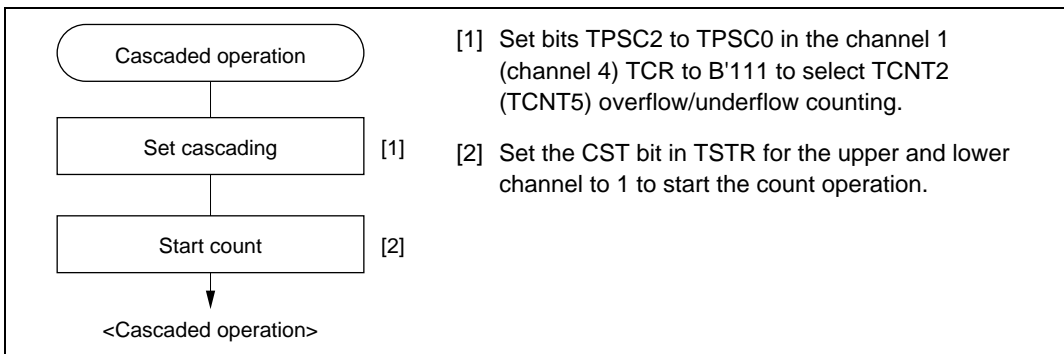 Cascaded operation
Set cascading
[1]
Start count
[2]
<Cascaded operation>
[1] Set bits TPSC2 to TPSC0 in the channel 1
(channel 4) TCR to B'111 to select TCNT2
(TCNT5) overflow/underflow counting.
[2] Set the CST bit in TSTR for the upper and lower
channel to 1 to start the count operation.